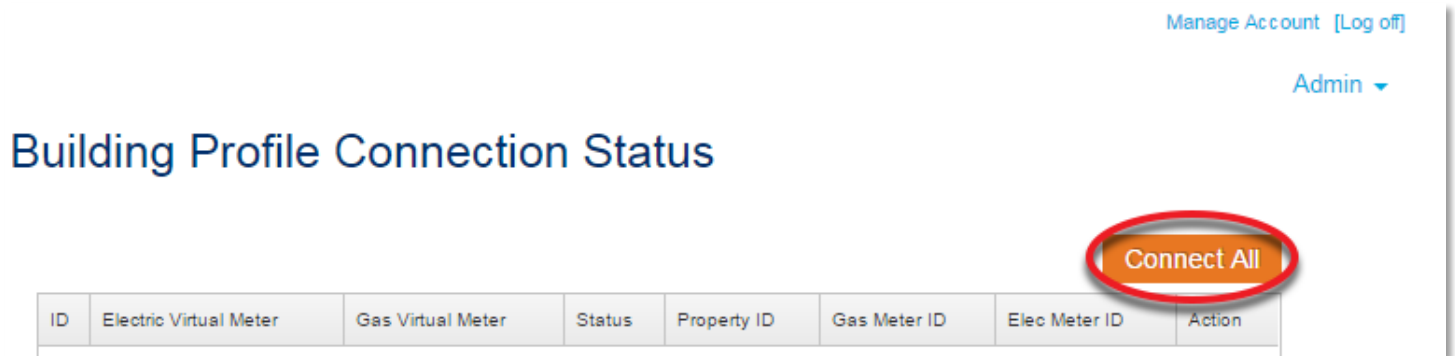 Manage Account [Log off]
Admin
Building Profile Connection Status
Connect All
ID Electric Virtual Meter Gas Virtual Meter Status Property ID Gas Meter ID Elec Meter ID Action